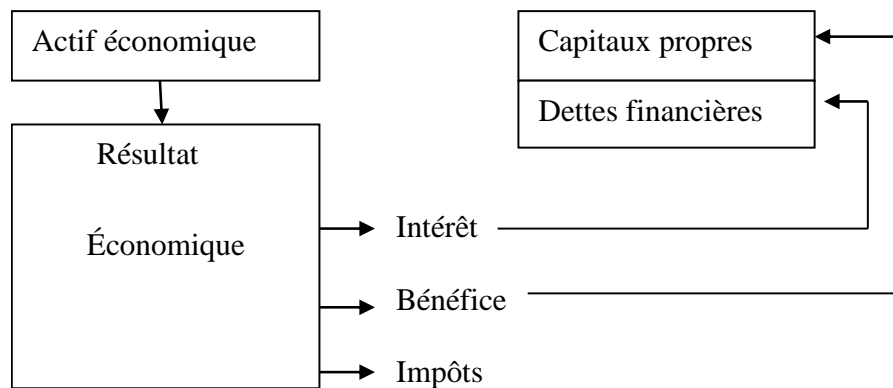 Actif économique
Capitaux propres
Dettes financières
Résultat
Économique
Intérêt
Bénéfice
Impôts